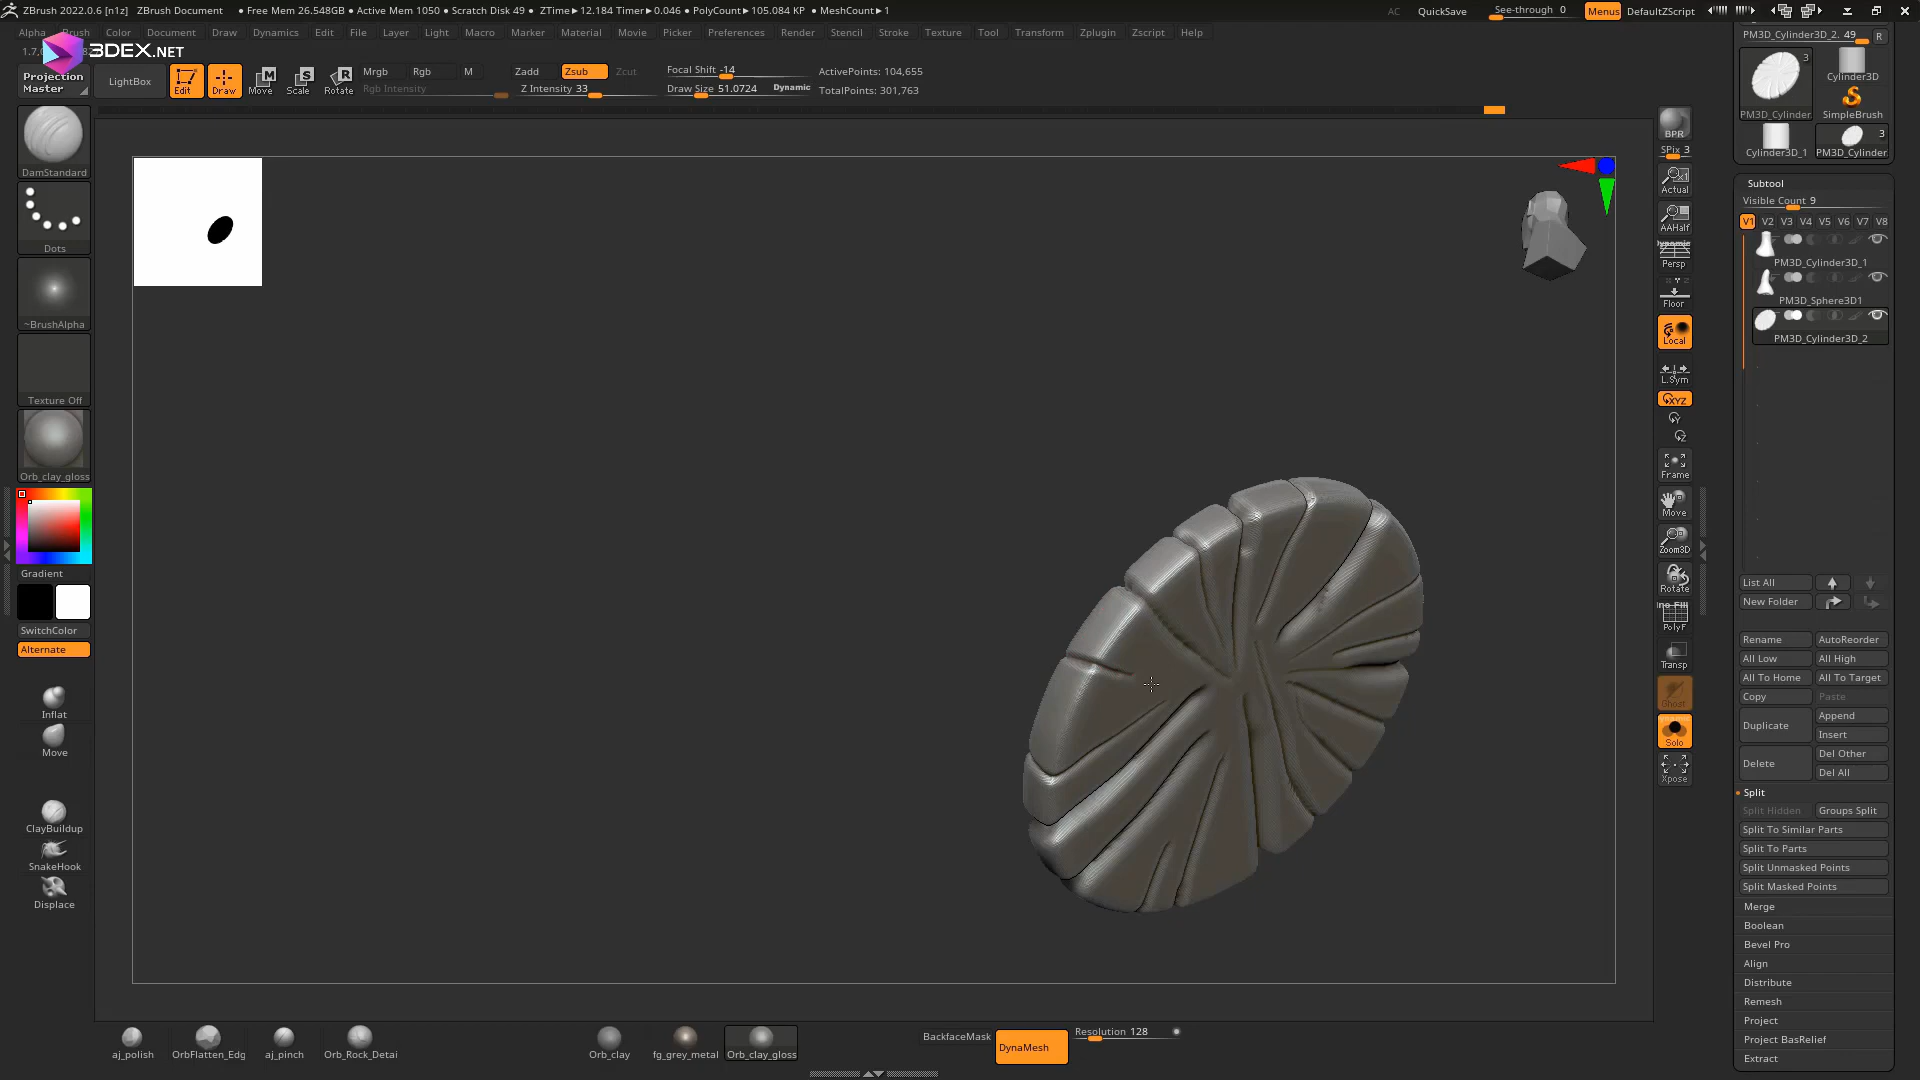 ZBrush 2022.0.6 [n1z] ZBrush Document • Free Mem 26.548GB • Active Mem 1050 • Scratch Disk 49 • ZTime►12.184 Timer►0.046 • PolyCount►105.084 KP • MeshCount►1 AC QuickSave See-through 0 Menus DefaultZScript
Alpha Brush Color Document Draw Dynamics Edit File Layer Light Macro Marker Material Movie Picker Preferences Render Stencil Stroke Texture Tool Transform Zplugin Zscript Help
3DEX.NET
Projection Master
LightBox
Edit
Draw
Move
Scale
Rotate
Mrgb Rgb M
Rgb Intensity
Zadd Zsub Zcut
Z Intensity 33
Focal Shift -14
Draw Size 51.0724 Dynamic
ActivePoints: 104,655
TotalPoints: 301,763
DamStandard
Dots
~BrushAlpha
Texture Off
Orb_clay_gloss
Gradient
SwitchColor
Alternate
Inflat
Move
ClayBuildup
SnakeHook
Displace
aj_polish
OrbFlatten_Edg
aj_pinch
Orb_Rock_Detai
Orb_clay
fg_grey_metal
Orb_clay_gloss
BackfaceMask
DynaMesh
Resolution 128
BPR
SPix 3
Actual
AAHalf
Dynamic
Persp
Floor
Local
L.Sym
XYZ
Y
Z
Frame
Move
Zoom3D
Rotate
PolyF
Transp
Ghost
Solo
Xpose
PM3D_Cylinder3D_2. 49 R
3
PM3D_Cylinder
Cylinder3D
SimpleBrush
Cylinder3D_1
3
PM3D_Cylinder
Subtool
Visible Count 9
V1 V2 V3 V4 V5 V6 V7 V8
PM3D_Cylinder3D_1
PM3D_Sphere3D1
PM3D_Cylinder3D_2
List All
New Folder
Rename AutoReorder
All Low All High
All To Home All To Target
Copy Paste
Duplicate Append
Insert
Delete Del Other
Del All
Split
Split Hidden Groups Split
Split To Similar Parts
Split To Parts
Split Unmasked Points
Split Masked Points
Merge
Boolean
Bevel Pro
Align
Distribute
Remesh
Project
Project BasRelief
Extract